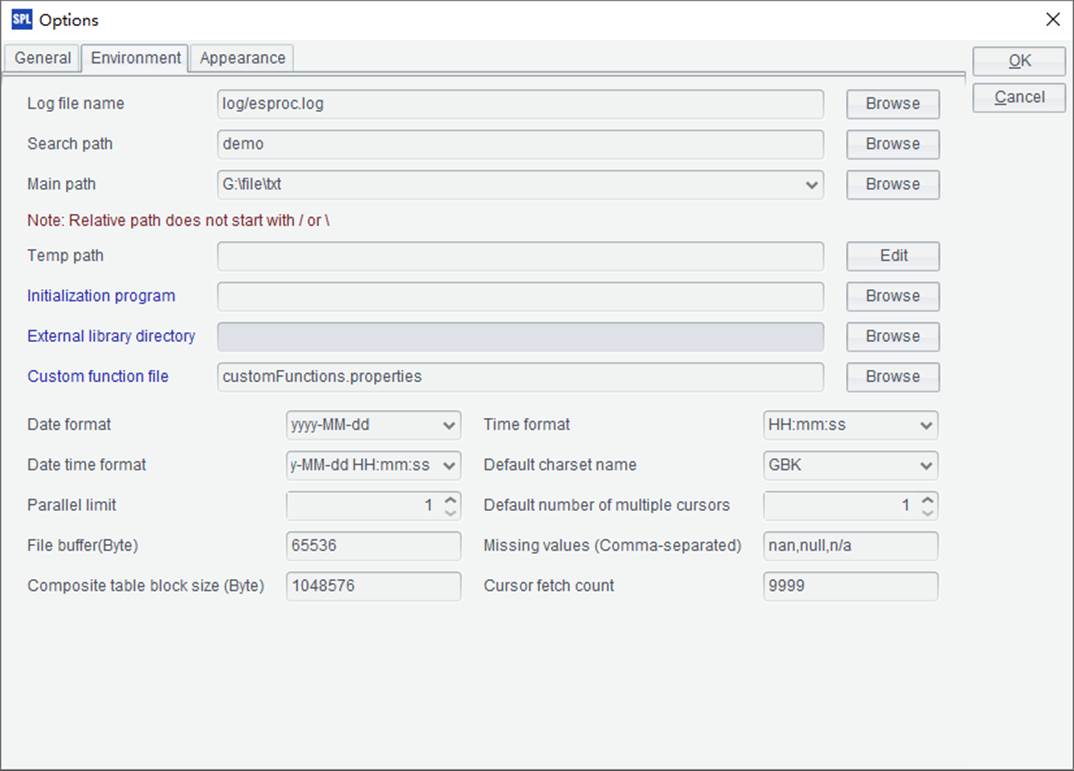 SPL Options
General Environment Appearance
OK
Cancel
Log file name log/esproc.log Browse
Search path demo Browse
Main path G:\file\txt Browse
Note: Relative path does not start with / or \
Temp path Edit
Initialization program Browse
External library directory Browse
Custom function file customFunctions.properties Browse
Date format yyyy-MM-dd Time format HH:mm:ss
Date time format y-MM-dd HH:mm:ss Default charset name GBK
Parallel limit 1 Default number of multiple cursors 1
File buffer(Byte) 65536 Missing values (Comma-separated) nan,null,n/a
Composite table block size (Byte) 1048576 Cursor fetch count 9999